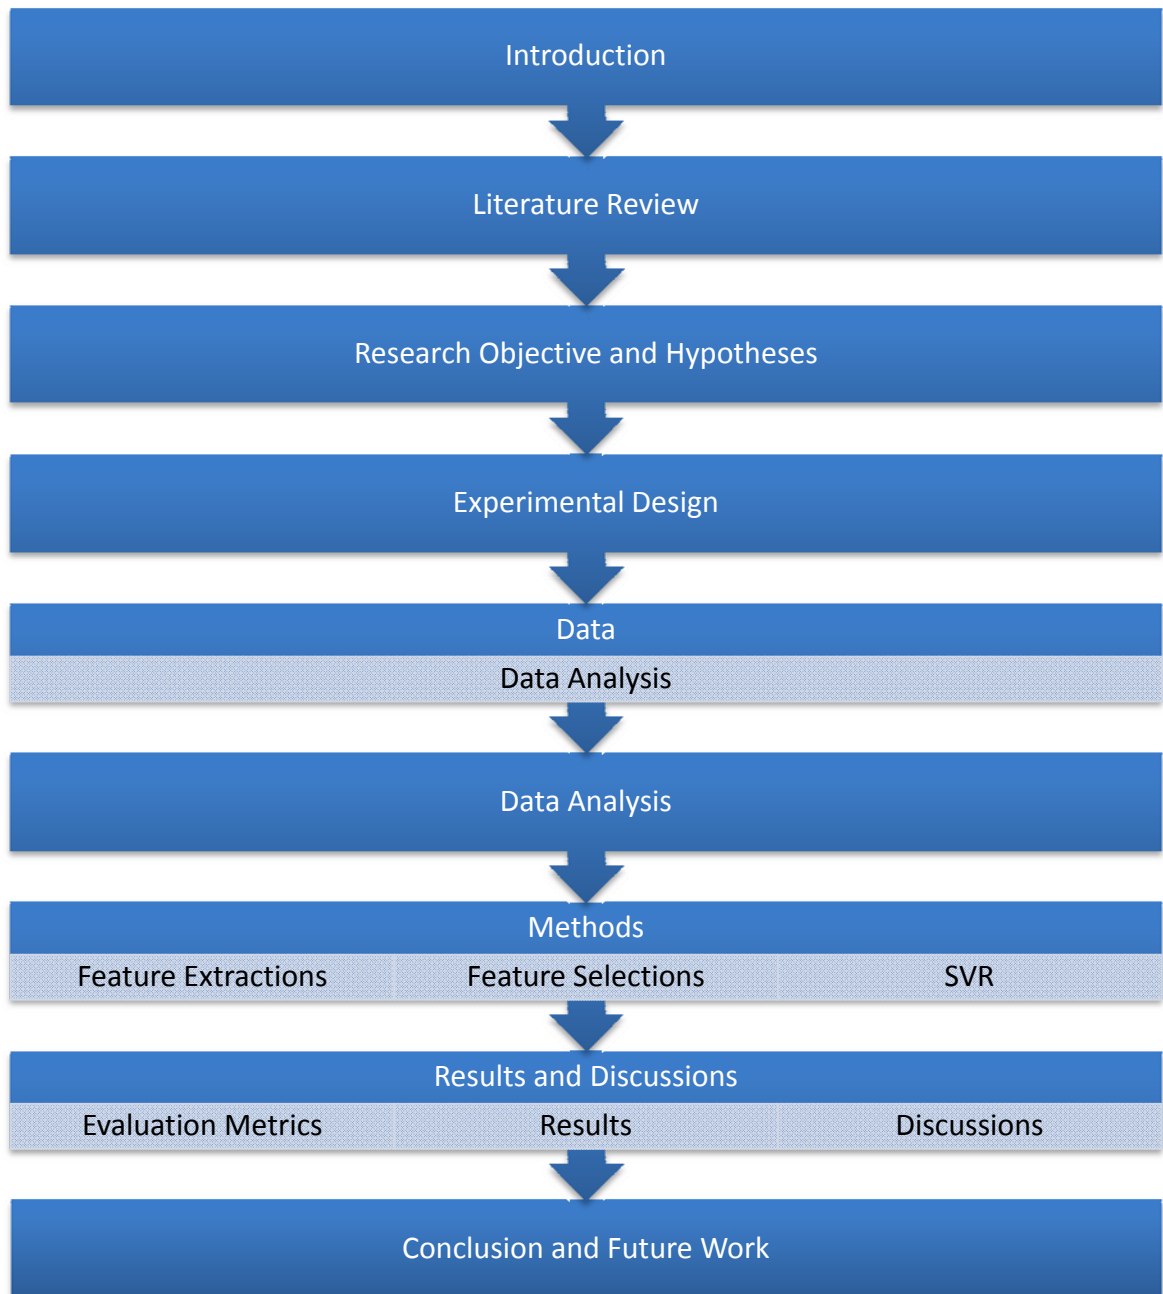 Introduction
Literature Review
Research Objective and Hypotheses
Experimental Design
Data
Data Analysis
Data Analysis
Methods
Feature Extractions
Feature Selections
SVR
Results and Discussions
Evaluation Metrics
Results
Discussions
Conclusion and Future Work